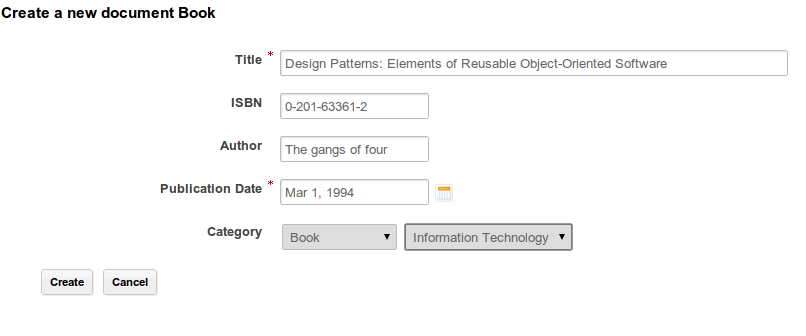 Create a new document Book
Title * Design Patterns: Elements of Reusable Object-Oriented Software
ISBN 0-201-63361-2
Author The gangs of four
Publication Date * Mar 1, 1994
Category Book Information Technology
Create Cancel